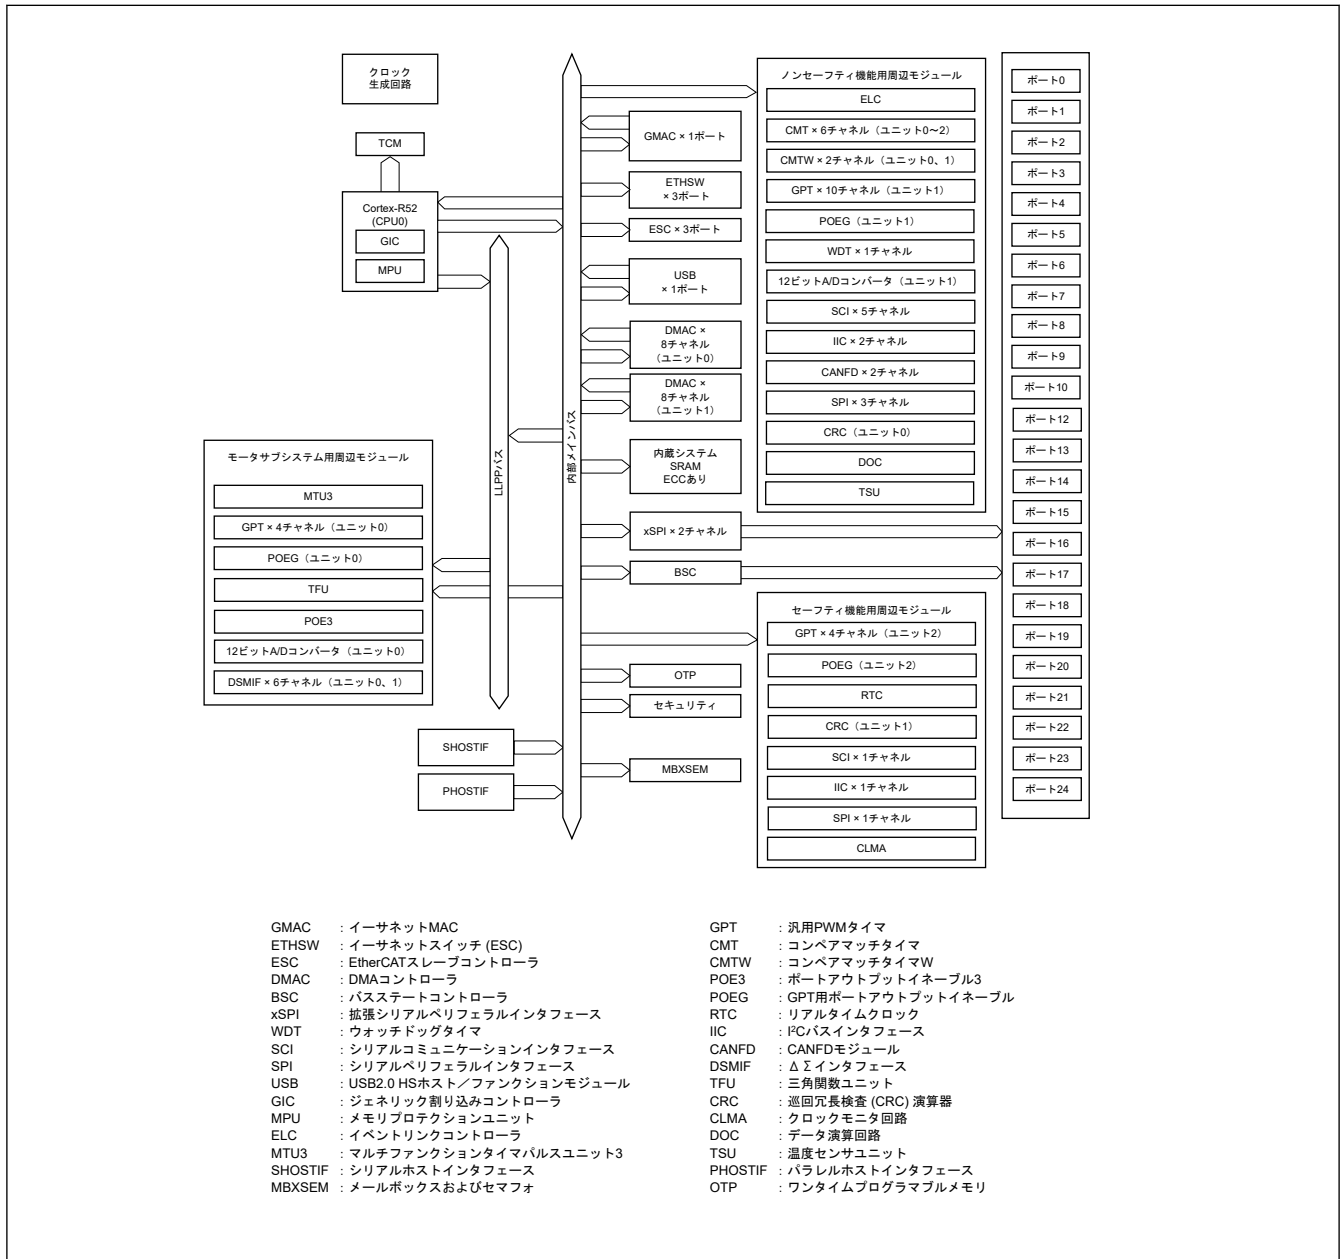 クロック
生成回路
TCM
Cortex-R52
(CPU0)
GIC
MPU
LLPPバス
内部メインバス
モータサブシステム用周辺モジュール
MTU3
GPT × 4チャネル（ユニット0）
POEG（ユニット0）
TFU
POE3
12ビットA/Dコンバータ（ユニット0）
DSMIF × 6チャネル（ユニット0、1）
SHOSTIF
PHOSTIF
GMAC × 1ポート
ETHSW
× 3ポート
ESC × 3ポート
USB
× 1ポート
DMAC ×
8チャネル
（ユニット0）
DMAC ×
8チャネル
（ユニット1）
内蔵システム
SRAM
ECCあり
xSPI × 2チャネル
BSC
OTP
セキュリティ
MBXSEM
ノンセーフティ機能用周辺モジュール
ELC
CMT × 6チャネル（ユニット0～2）
CMTW × 2チャネル（ユニット0、1）
GPT × 10チャネル（ユニット1）
POEG（ユニット1）
WDT × 1チャネル
12ビットA/Dコンバータ（ユニット1）
SCI × 5チャネル
IIC × 2チャネル
CANFD × 2チャネル
SPI × 3チャネル
CRC（ユニット0）
DOC
TSU
セーフティ機能用周辺モジュール
GPT × 4チャネル（ユニット2）
POEG（ユニット2）
RTC
CRC（ユニット1）
SCI × 1チャネル
IIC × 1チャネル
SPI × 1チャネル
CLMA
ポート0
ポート1
ポート2
ポート3
ポート4
ポート5
ポート6
ポート7
ポート8
ポート9
ポート10
ポート12
ポート13
ポート14
ポート15
ポート16
ポート17
ポート18
ポート19
ポート20
ポート21
ポート22
ポート23
ポート24
GMAC : イーサネットMAC
ETHSW : イーサネットスイッチ (ESC)
ESC : EtherCATスレーブコントローラ
DMAC : DMAコントローラ
BSC : バスステートコントローラ
xSPI : 拡張シリアルペリフェラルインタフェース
WDT : ウォッチドッグタイマ
SCI : シリアルコミュニケーションインタフェース
SPI : シリアルペリフェラルインタフェース
USB : USB2.0 HSホスト／ファンクションモジュール
GIC : ジェネリック割り込みコントローラ
MPU : メモリプロテクションユニット
ELC : イベントリンクコントローラ
MTU3 : マルチファンクションタイマパルスユニット3
SHOSTIF : シリアルホストインタフェース
MBXSEM : メールボックスおよびセマフォ
GPT : 汎用PWMタイマ
CMT : コンペアマッチタイマ
CMTW : コンペアマッチタイマW
POE3 : ポートアウトプットイネーブル3
POEG : GPT用ポートアウトプットイネーブル
RTC : リアルタイムクロック
IIC : I²Cバスインタフェース
CANFD : CANFDモジュール
DSMIF : ΔΣインタフェース
TFU : 三角関数ユニット
CRC : 巡回冗長検査 (CRC) 演算器
CLMA : クロックモニタ回路
DOC : データ演算回路
TSU : 温度センサユニット
PHOSTIF : パラレルホストインタフェース
OTP : ワンタイムプログラマブルメモリ